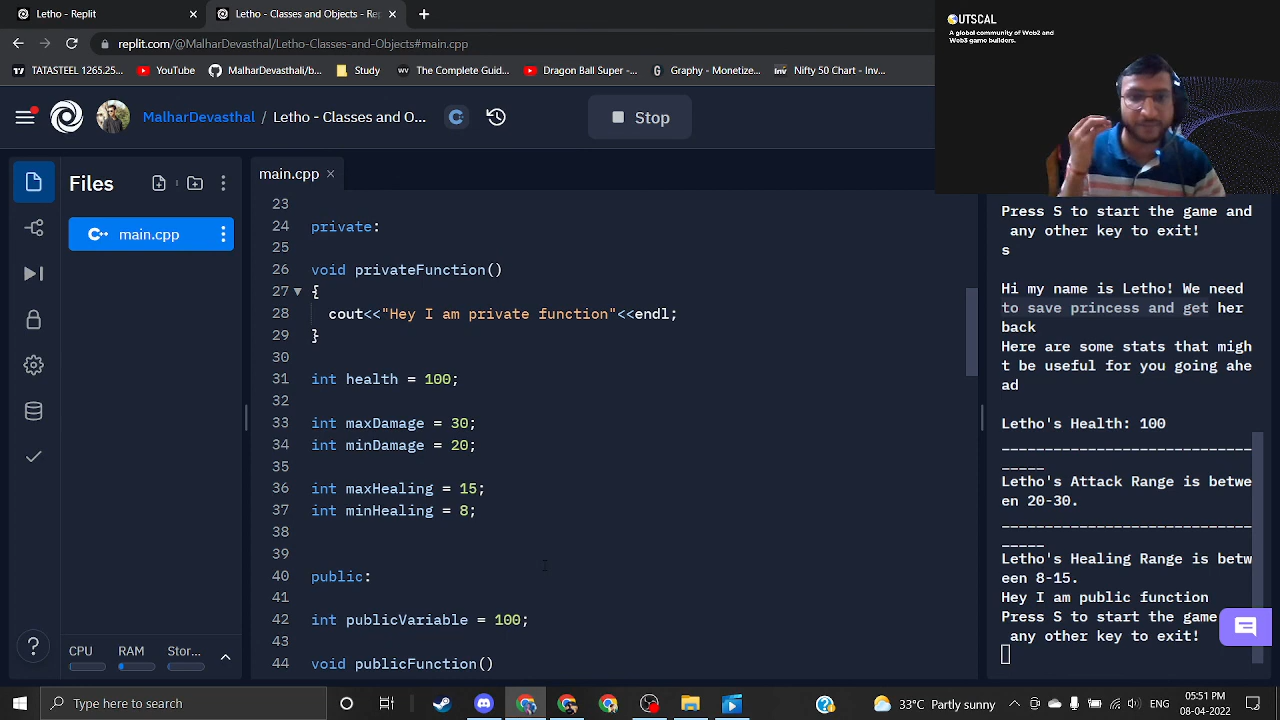 Letho - Replit
Letho - Classes and Objects - Rep
OUTSCAL
A global community of Web2 and
Web3 game builders.
replit.com/@MalharDevasthal/Letho-Classes-and-Objects#main.cpp
TATASTEEL 1265.25...
YouTube
MalharDevasthal/b...
Study
The Complete Guid...
Dragon Ball Super -...
Graphy - Monetize...
Nifty 50 Chart - Inv...
MalharDevasthal / Letho - Classes and O...
Stop
Files
main.cpp
main.cpp
23
24 private:
25
26 void privateFunction()
27 {
28 cout<<"Hey I am private function"<<endl;
29 }
30
31 int health = 100;
32
33 int maxDamage = 30;
34 int minDamage = 20;
35
36 int maxHealing = 15;
37 int minHealing = 8;
38
39
40 public:
41
42 int publicVariable = 100;
43
44 void publicFunction()
Press S to start the game and
any other key to exit!
s
Hi my name is Letho! We need
to save princess and get her
back
Here are some stats that migh
t be useful for you going ahe
ad
Letho's Health: 100
-----------------------------
-----
Letho's Attack Range is betwe
en 20-30.
-----------------------------
-----
Letho's Healing Range is betw
een 8-15.
Hey I am public function
Press S to start the game
any other key to exit!
CPU
RAM
Stor...
Type here to search
33°C Partly sunny
ENG
05:51 PM
08-04-2022